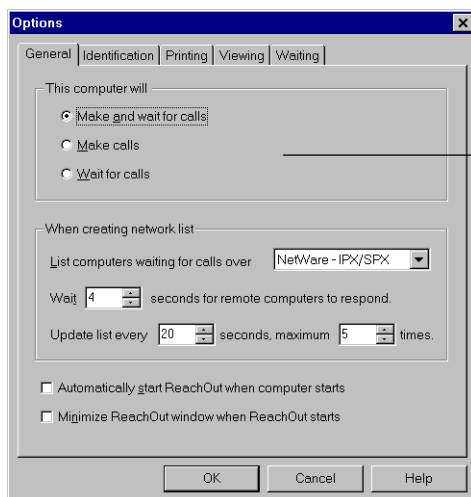 Options
General Identification Printing Viewing Waiting
This computer will
Make and wait for calls
Make calls
Wait for calls
When creating network list
List computers waiting for calls over NetWare - IPX/SPX
Wait 4 seconds for remote computers to respond.
Update list every 20 seconds, maximum 5 times.
Automatically start ReachOut when computer starts
Minimize ReachOut window when ReachOut starts
OK Cancel Help